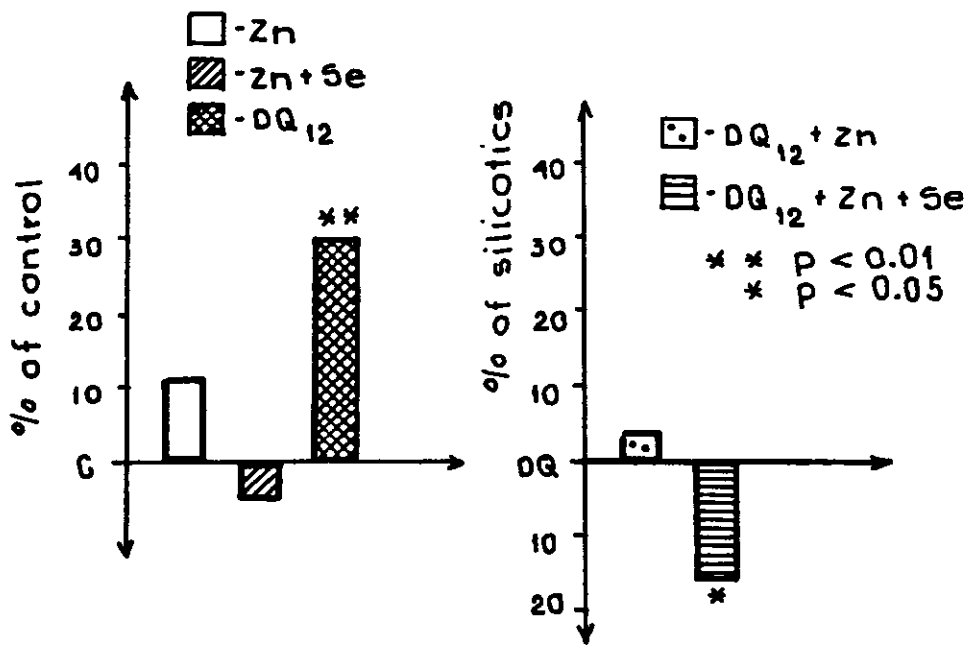 -Zn
-Zn+Se
-DQ12
% of control
40
30
20
10
C
**
% of silicotics
40
30
20
10
DQ
10
20
-DQ12 + Zn
-DQ12 + Zn + Se
* * p < 0.01
* p < 0.05
*